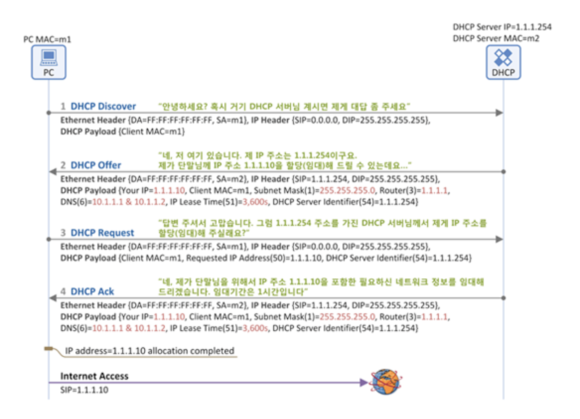 DHCP Server IP=1.1.1.254
DHCP Server MAC=m2
PC MAC=m1
PC
DHCP
1 DHCP Discover "안녕하세요? 혹시 거기 DHCP 서버님 계시면 제게 대답 좀 주세요"
Ethernet Header {DA=FF:FF:FF:FF:FF:FF, SA=m1}, IP Header {SIP=0.0.0.0, DIP=255.255.255.255},
DHCP Payload {Client MAC=m1}
"네, 저 여기 있습니다. 제 IP 주소는 1.1.1.254이구요.
2 DHCP Offer 제가 단말님께 IP 주소 1.1.1.10을 할당(임대)해 드릴 수 있는데요..."
Ethernet Header {DA=FF:FF:FF:FF:FF:FF, SA=m2}, IP Header {SIP=1.1.1.254, DIP=255.255.255.255},
DHCP Payload {Your IP=1.1.1.10, Client MAC=m1, Subnet Mask(1)=255.255.255.0, Router(3)=1.1.1.1,
DNS(6)=10.1.1.1 & 10.1.1.2, IP Lease Time(51)=3,600s, DHCP Server Identifier(54)=1.1.1.254}
"답변 주셔서 고맙습니다. 그럼 1.1.1.254 주소를 가진 DHCP 서버님께서 제게 IP 주소를
3 DHCP Request 할당(임대)해 주실래요?"
Ethernet Header {DA=FF:FF:FF:FF:FF:FF, SA=m1}, IP Header {SIP=0.0.0.0, DIP=255.255.255.255},
DHCP Payload {Client MAC=m1, Requested IP Address(50)=1.1.1.10, DHCP Server Identifier(54)=1.1.1.254}
"네. 제가 단말님을 위해서 IP 주소 1.1.1.10을 포함한 필요하신 네트워크 정보를 임대해
4 DHCP Ack 드리겠습니다. 임대기간은 1시간입니다"
Ethernet Header {DA=FF:FF:FF:FF:FF:FF, SA=m2}, IP Header {SIP=1.1.1.254, DIP=255.255.255.255},
DHCP Payload {Your IP=1.1.1.10, Client MAC=m1, Subnet Mask(1)=255.255.255.0, Router(3)=1.1.1.1,
DNS(6)=10.1.1.1 & 10.1.1.2, IP Lease Time(51)=3,600s, DHCP Server Identifier(54)=1.1.1.254}
IP address=1.1.1.10 allocation completed
Internet Access
SIP=1.1.1.10